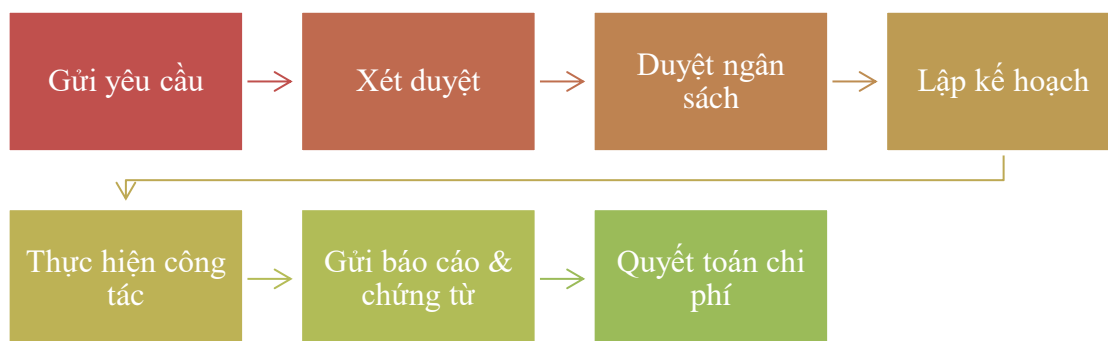 Gửi yêu cầu
Xét duyệt
Duyệt ngân
sách
Lập kế hoạch
Thực hiện công
tác
Gửi báo cáo &
chứng từ
Quyết toán chi
phí